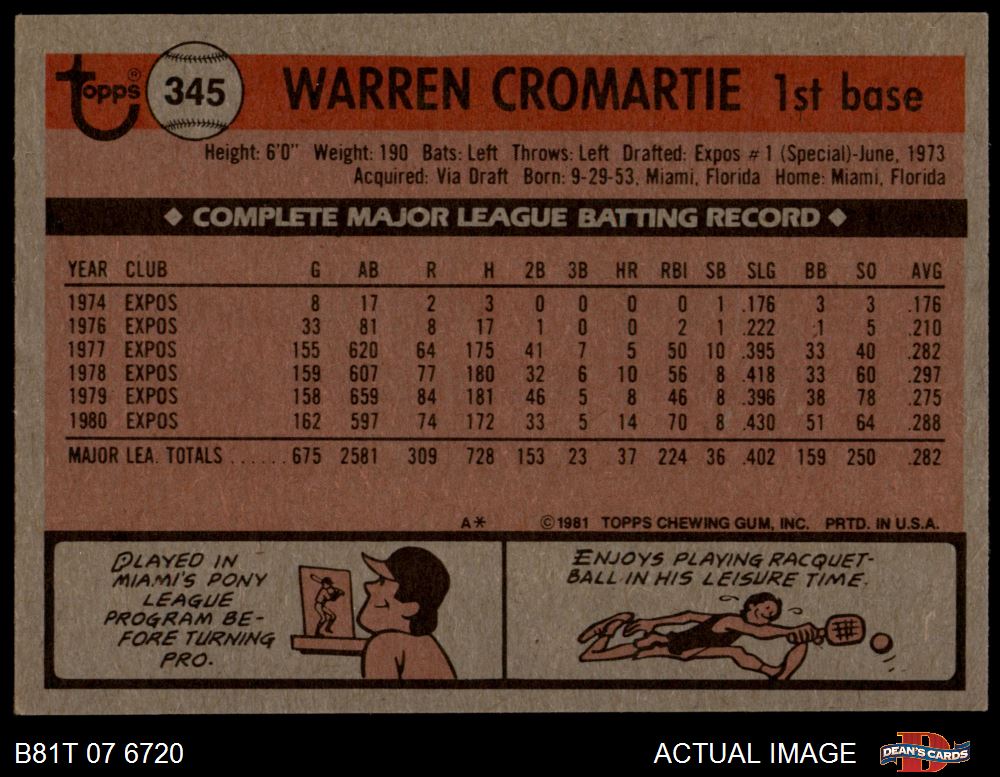 Topps® 345 WARREN CROMARTIE 1st base
Height: 6'0" Weight: 190 Bats: Left Throws: Left Drafted: Expos #1 (Special)-June, 1973
Acquired: Via Draft Born: 9-29-53, Miami, Florida Home: Miami, Florida
◆ COMPLETE MAJOR LEAGUE BATTING RECORD ◆
YEAR CLUB G AB R H 2B 3B HR RBI SB SLG BB SO AVG
1974 EXPOS 8 17 2 3 0 0 0 0 1 .176 3 3 .176
1976 EXPOS 33 81 8 17 1 0 0 2 1 .222 1 5 .210
1977 EXPOS 155 620 64 175 41 7 5 50 10 .395 33 40 .282
1978 EXPOS 159 607 77 180 32 6 10 56 8 .418 33 60 .297
1979 EXPOS 158 659 84 181 46 5 8 46 8 .396 38 78 .275
1980 EXPOS 162 597 74 172 33 5 14 70 8 .430 51 64 .288
MAJOR LEA. TOTALS ...... 675 2581 309 728 153 23 37 224 36 .402 159 250 .282
A* ©1981 TOPPS CHEWING GUM, INC. PRTD. IN U.S.A.
PLAYED IN
MIAMI'S PONY
LEAGUE
PROGRAM BE-
FORE TURNING
PRO.
ENJOYS PLAYING RACQUET-
BALL IN HIS LEISURE TIME.
B81T 07 6720 ACTUAL IMAGE DEAN'S CARDS